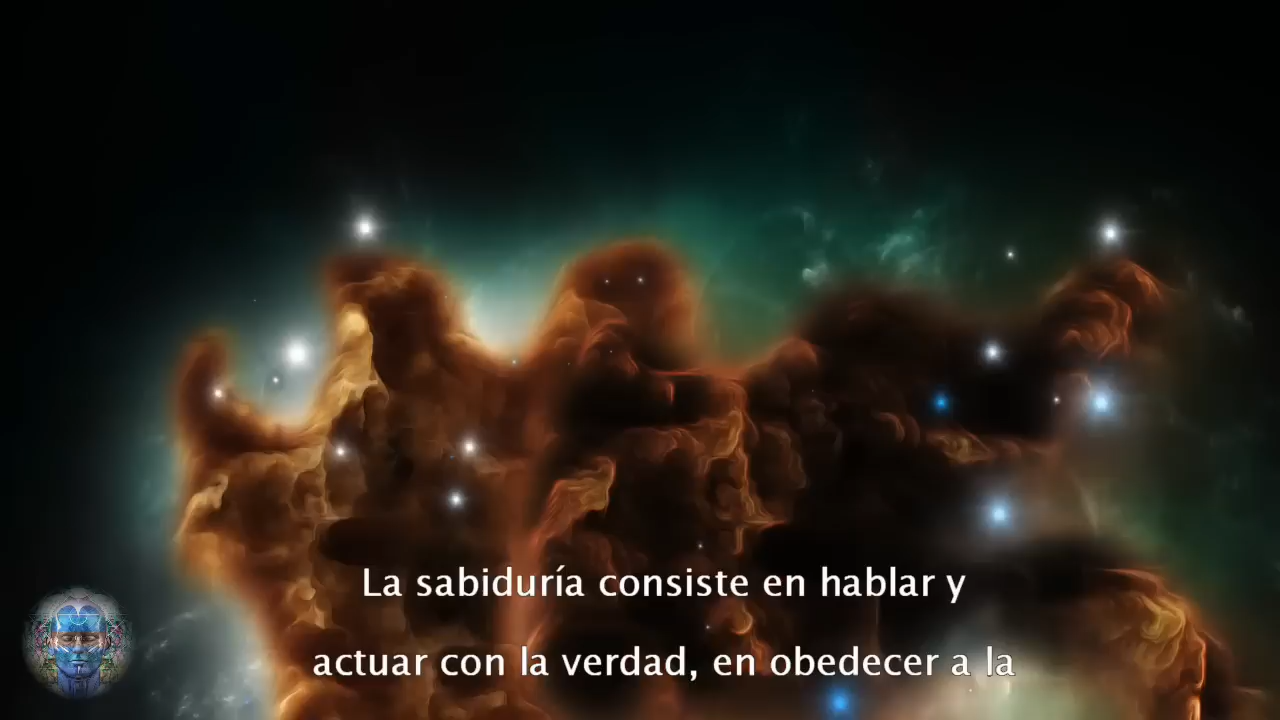 La sabiduría consiste en hablar y
actuar con la verdad, en obedecer a la